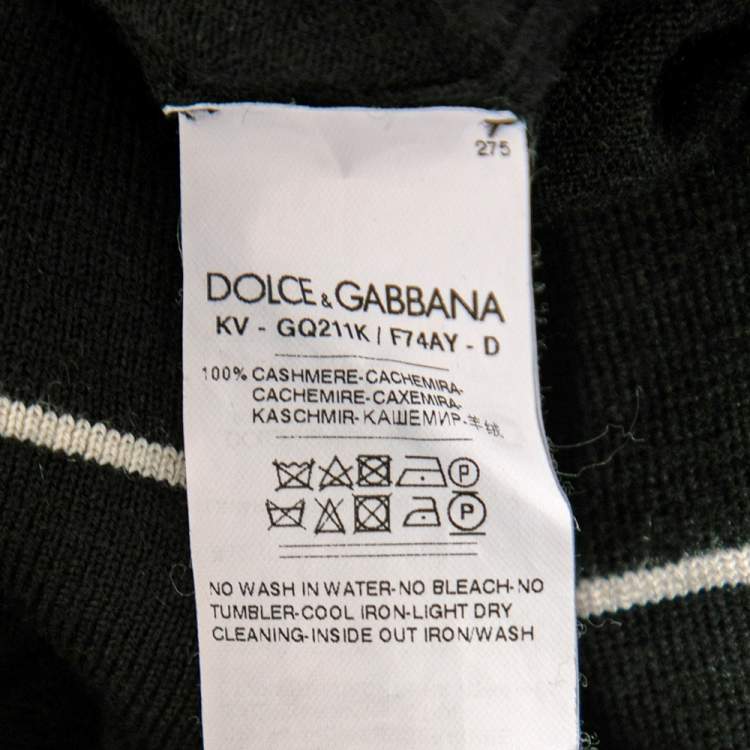 275
DOLCE & GABBANA
KV - GQ211K / F74AY - D
100% CASHMERE-CACHEMIRA-
CACHEMIRE-CAXEMIRA-
KASCHMIR-КАШЕМИР-羊绒
P
P
NO WASH IN WATER-NO BLEACH-NO
TUMBLER-COOL IRON-LIGHT DRY
CLEANING-INSIDE OUT IRON/WASH